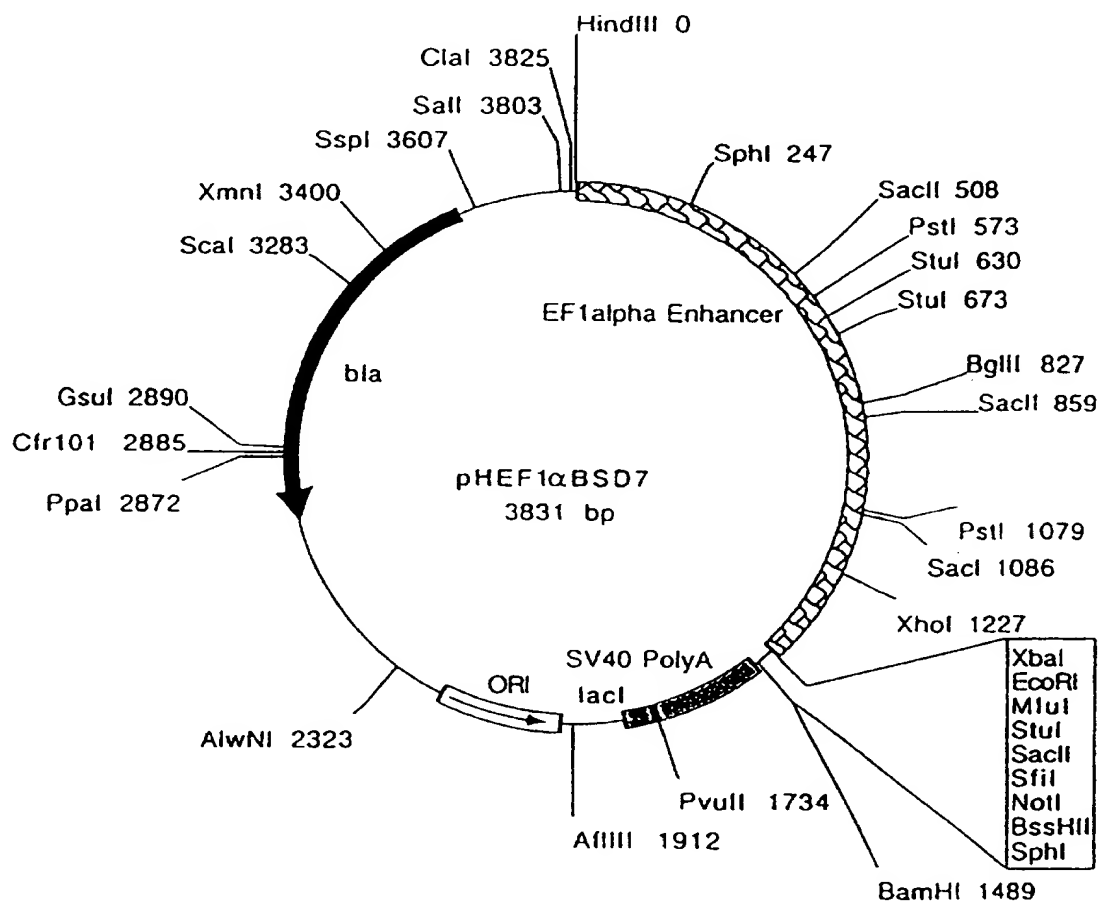 HindIII 0
ClaI 3825
SalI 3803
SspI 3607
SphI 247
XmnI 3400
SacII 508
PstI 573
ScaI 3283
StuI 630
StuI 673
EF1alpha Enhancer
bla
BglII 827
GsuI 2890
SacII 859
Cfr101 2885
pHEF1αBSD7
3831 bp
PpaI 2872
PstI 1079
SacI 1086
XhoI 1227
SV40 PolyA
XbaI
ORI
lacI
EcoRI
MluI
StuI
AlwNI 2323
SacII
SfiI
PvuII 1734
NotI
BssHII
AflIII 1912
SphI
BamHI 1489